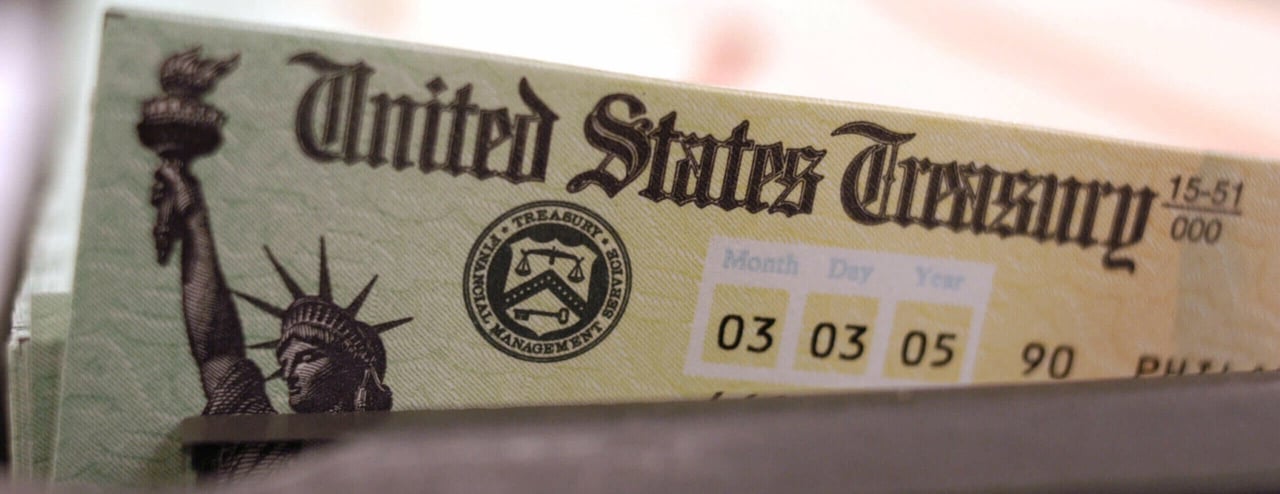 United States Treasury
15-51
000
TREASURY
FINANCIAL MANAGEMENT SERVICE
Month Day Year
03 03 05
90